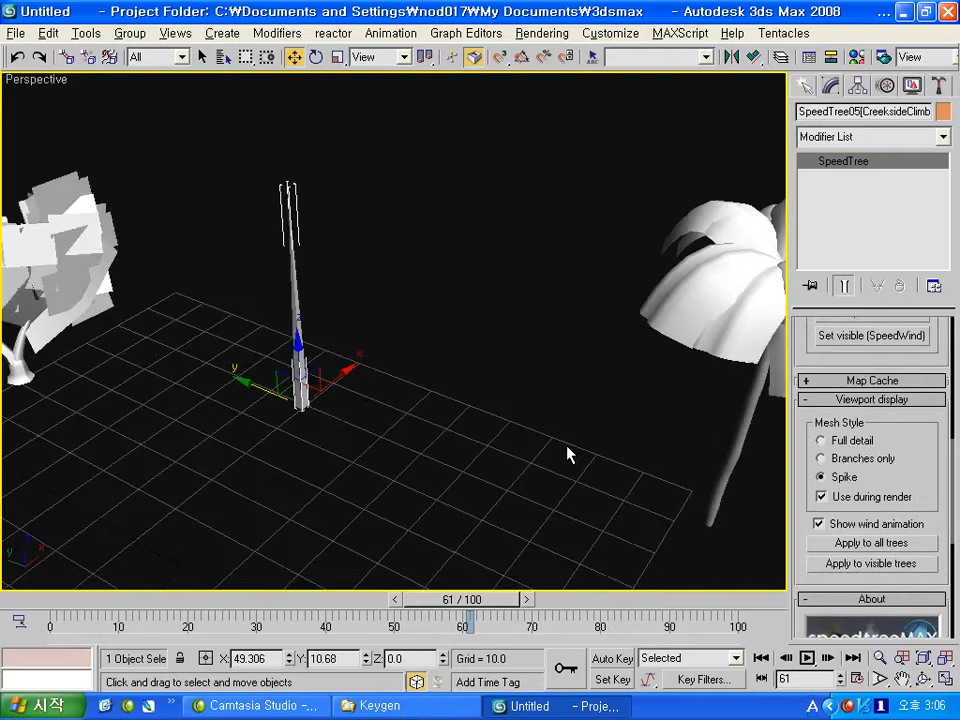 Untitled - Project Folder: C:\Documents and Settings\nod017\My Documents\3dsmax - Autodesk 3ds Max 2008 ...
File Edit Tools Group Views Create Modifiers reactor Animation Graph Editors Rendering Customize MAXScript Help Tentacles
All View View
Perspective
SpeedTree05[CreeksideClimb
Modifier List
SpeedTree
Set visible (SpeedWind)
+ Map Cache
- Viewport display
Mesh Style
Full detail
Branches only
Spike
Use during render
Show wind animation
Apply to all trees
Apply to visible trees
- About
speedtreeMAX
z
y
x
y
x
< 61 / 100 >
0 10 20 30 40 50 60 70 80 90 100
1 Object Sele X: 49.306 Y: 10.68 Z: 0.0 Grid = 10.0 Auto Key Selected
Click and drag to select and move objects Add Time Tag Set Key Key Filters... 61
시작 Camtasia Studio -... Keygen Untitled - Proje... A 오후 3:06